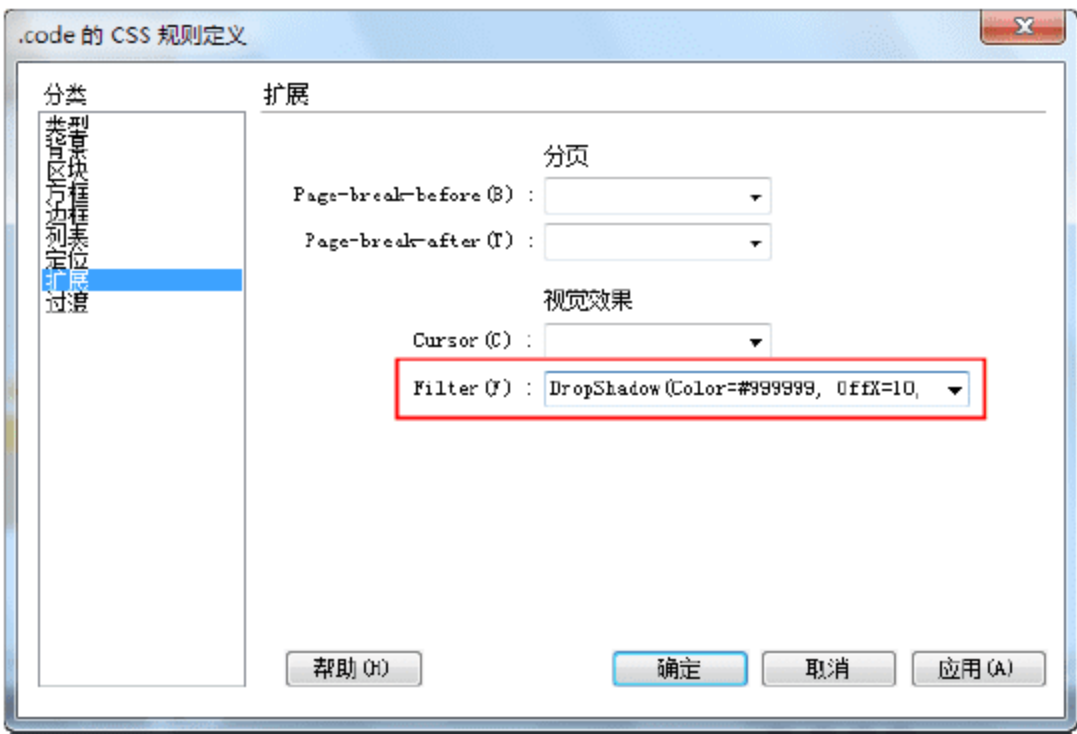 .code 的 CSS 规则定义
分类
类型
背景
区块
方框
边框
列表
定位
扩展
过渡
扩展
分页
Page-break-before(B) :
Page-break-after(T) :
视觉效果
Cursor(C) :
Filter(F) : DropShadow(Color=#999999, OffX=10,
帮助(H) 确定 取消 应用(A)